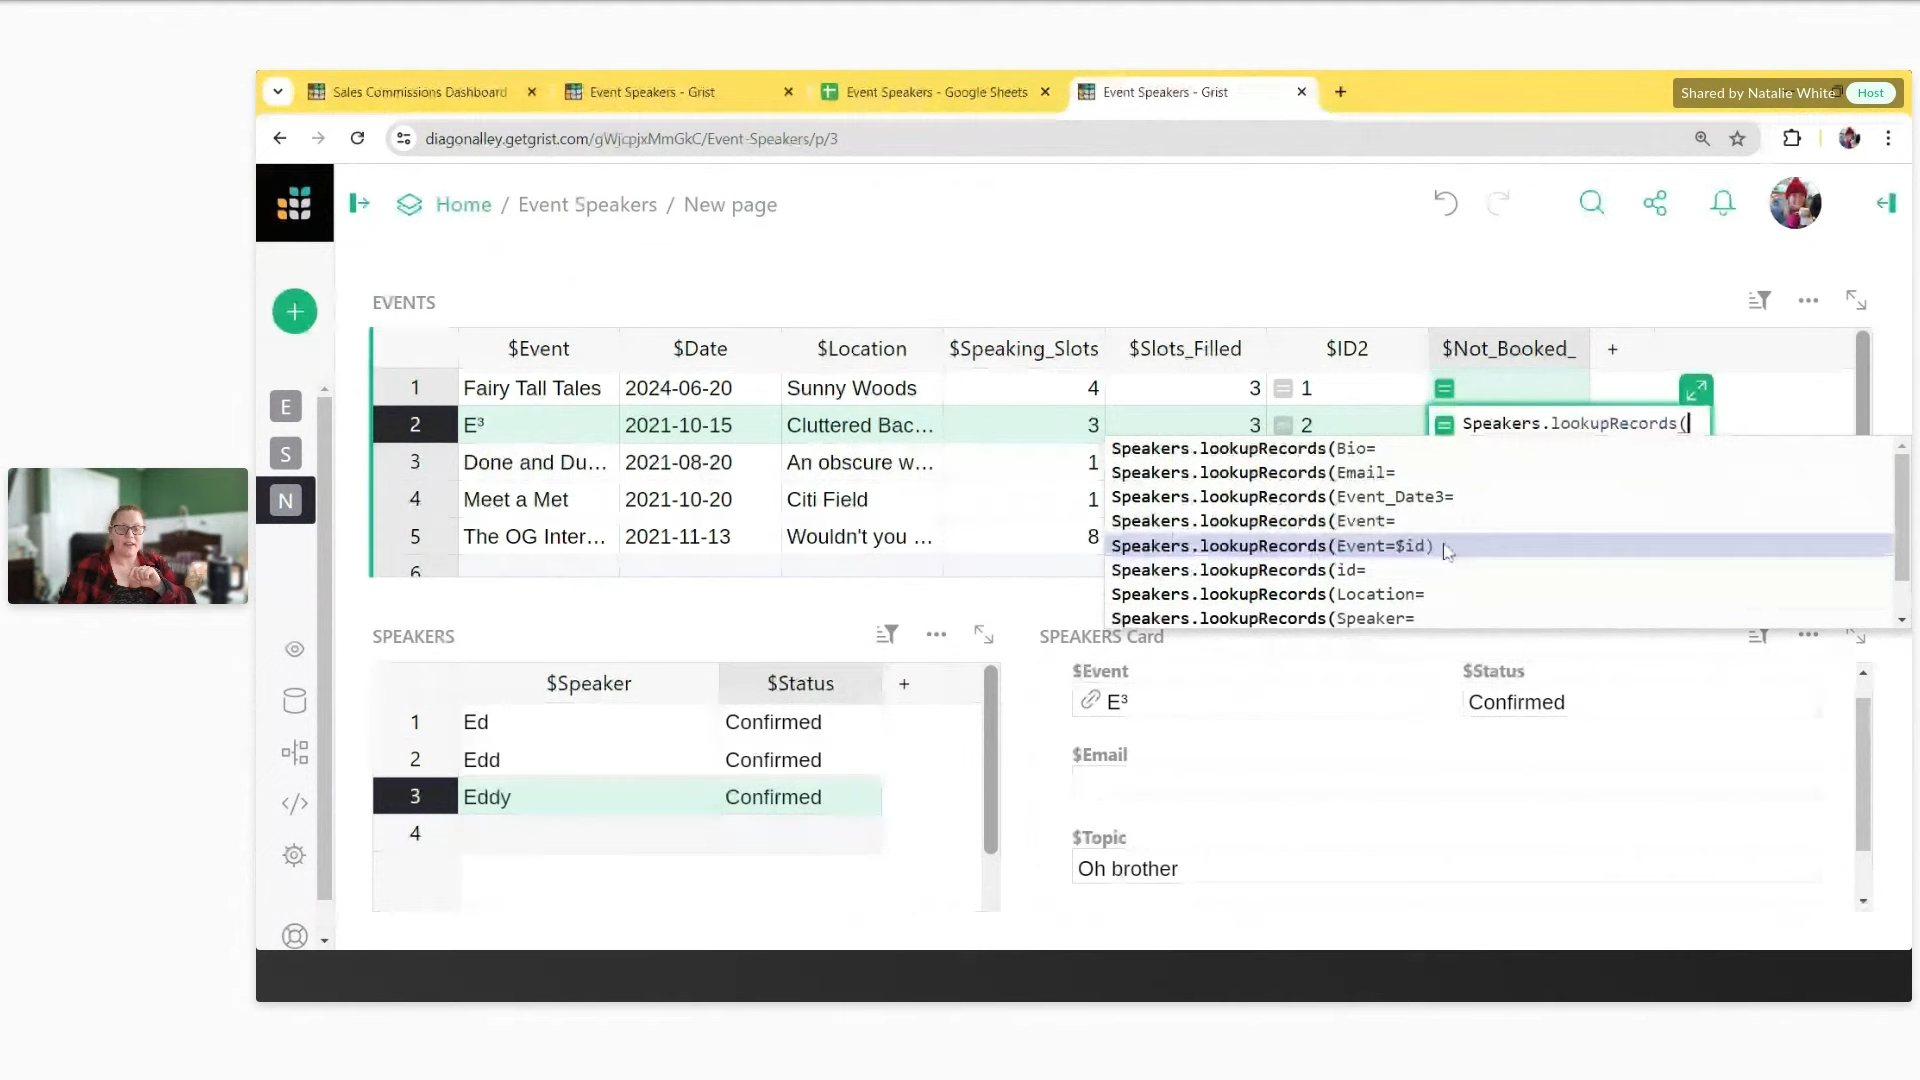 Sales Commissions Dashboard
Event Speakers - Grist
Event Speakers - Google Sheets
Event Speakers - Grist
Shared by Natalie White
Host
diagonalley.getgrist.com/gWjcpjxMmGkC/Event-Speakers/p/3
Home / Event Speakers / New page
EVENTS
$Event $Date $Location $Speaking_Slots $Slots_Filled $ID2 $Not_Booked_ +
1 Fairy Tall Tales 2024-06-20 Sunny Woods 4 3 1
2 E³ 2021-10-15 Cluttered Bac... 3 3 2 Speakers.lookupRecords(
3 Done and Du... 2021-08-20 An obscure w... 1
4 Meet a Met 2021-10-20 Citi Field 1
5 The OG Inter... 2021-11-13 Wouldn't you ... 8
6
Speakers.lookupRecords(Bio=
Speakers.lookupRecords(Email=
Speakers.lookupRecords(Event_Date3=
Speakers.lookupRecords(Event=
Speakers.lookupRecords(Event=$id)
Speakers.lookupRecords(id=
Speakers.lookupRecords(Location=
Speakers.lookupRecords(Speaker=
E
S
N
SPEAKERS
$Speaker $Status +
1 Ed Confirmed
2 Edd Confirmed
3 Eddy Confirmed
4
SPEAKERS Card
$Event $Status
E³ Confirmed
$Email
$Topic
Oh brother